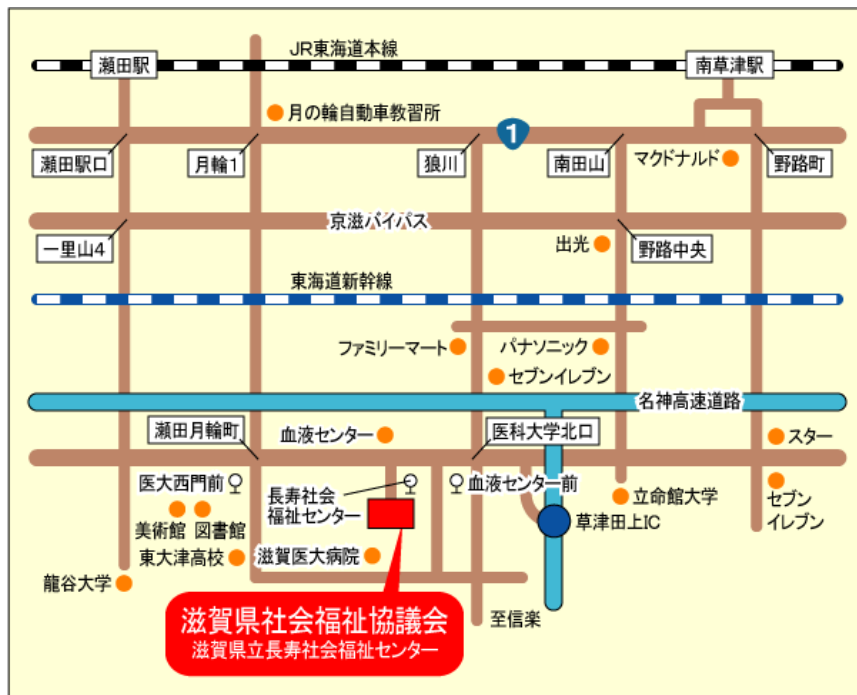 JR東海道本線
瀬田駅
南草津駅
月の輪自動車教習所
1
瀬田駅口
月輪1
狼川
南田山
マクドナルド
野路町
京滋バイパス
一里山4
出光
野路中央
東海道新幹線
ファミリーマート
パナソニック
セブンイレブン
名神高速道路
瀬田月輪町
血液センター
医科大学北口
スター
医大西門前
長寿社会
福祉センター
血液センター前
立命館大学
セブン
イレブン
美術館
図書館
草津田上IC
東大津高校
滋賀医大病院
龍谷大学
至信楽
滋賀県社会福祉協議会
滋賀県立長寿社会福祉センター